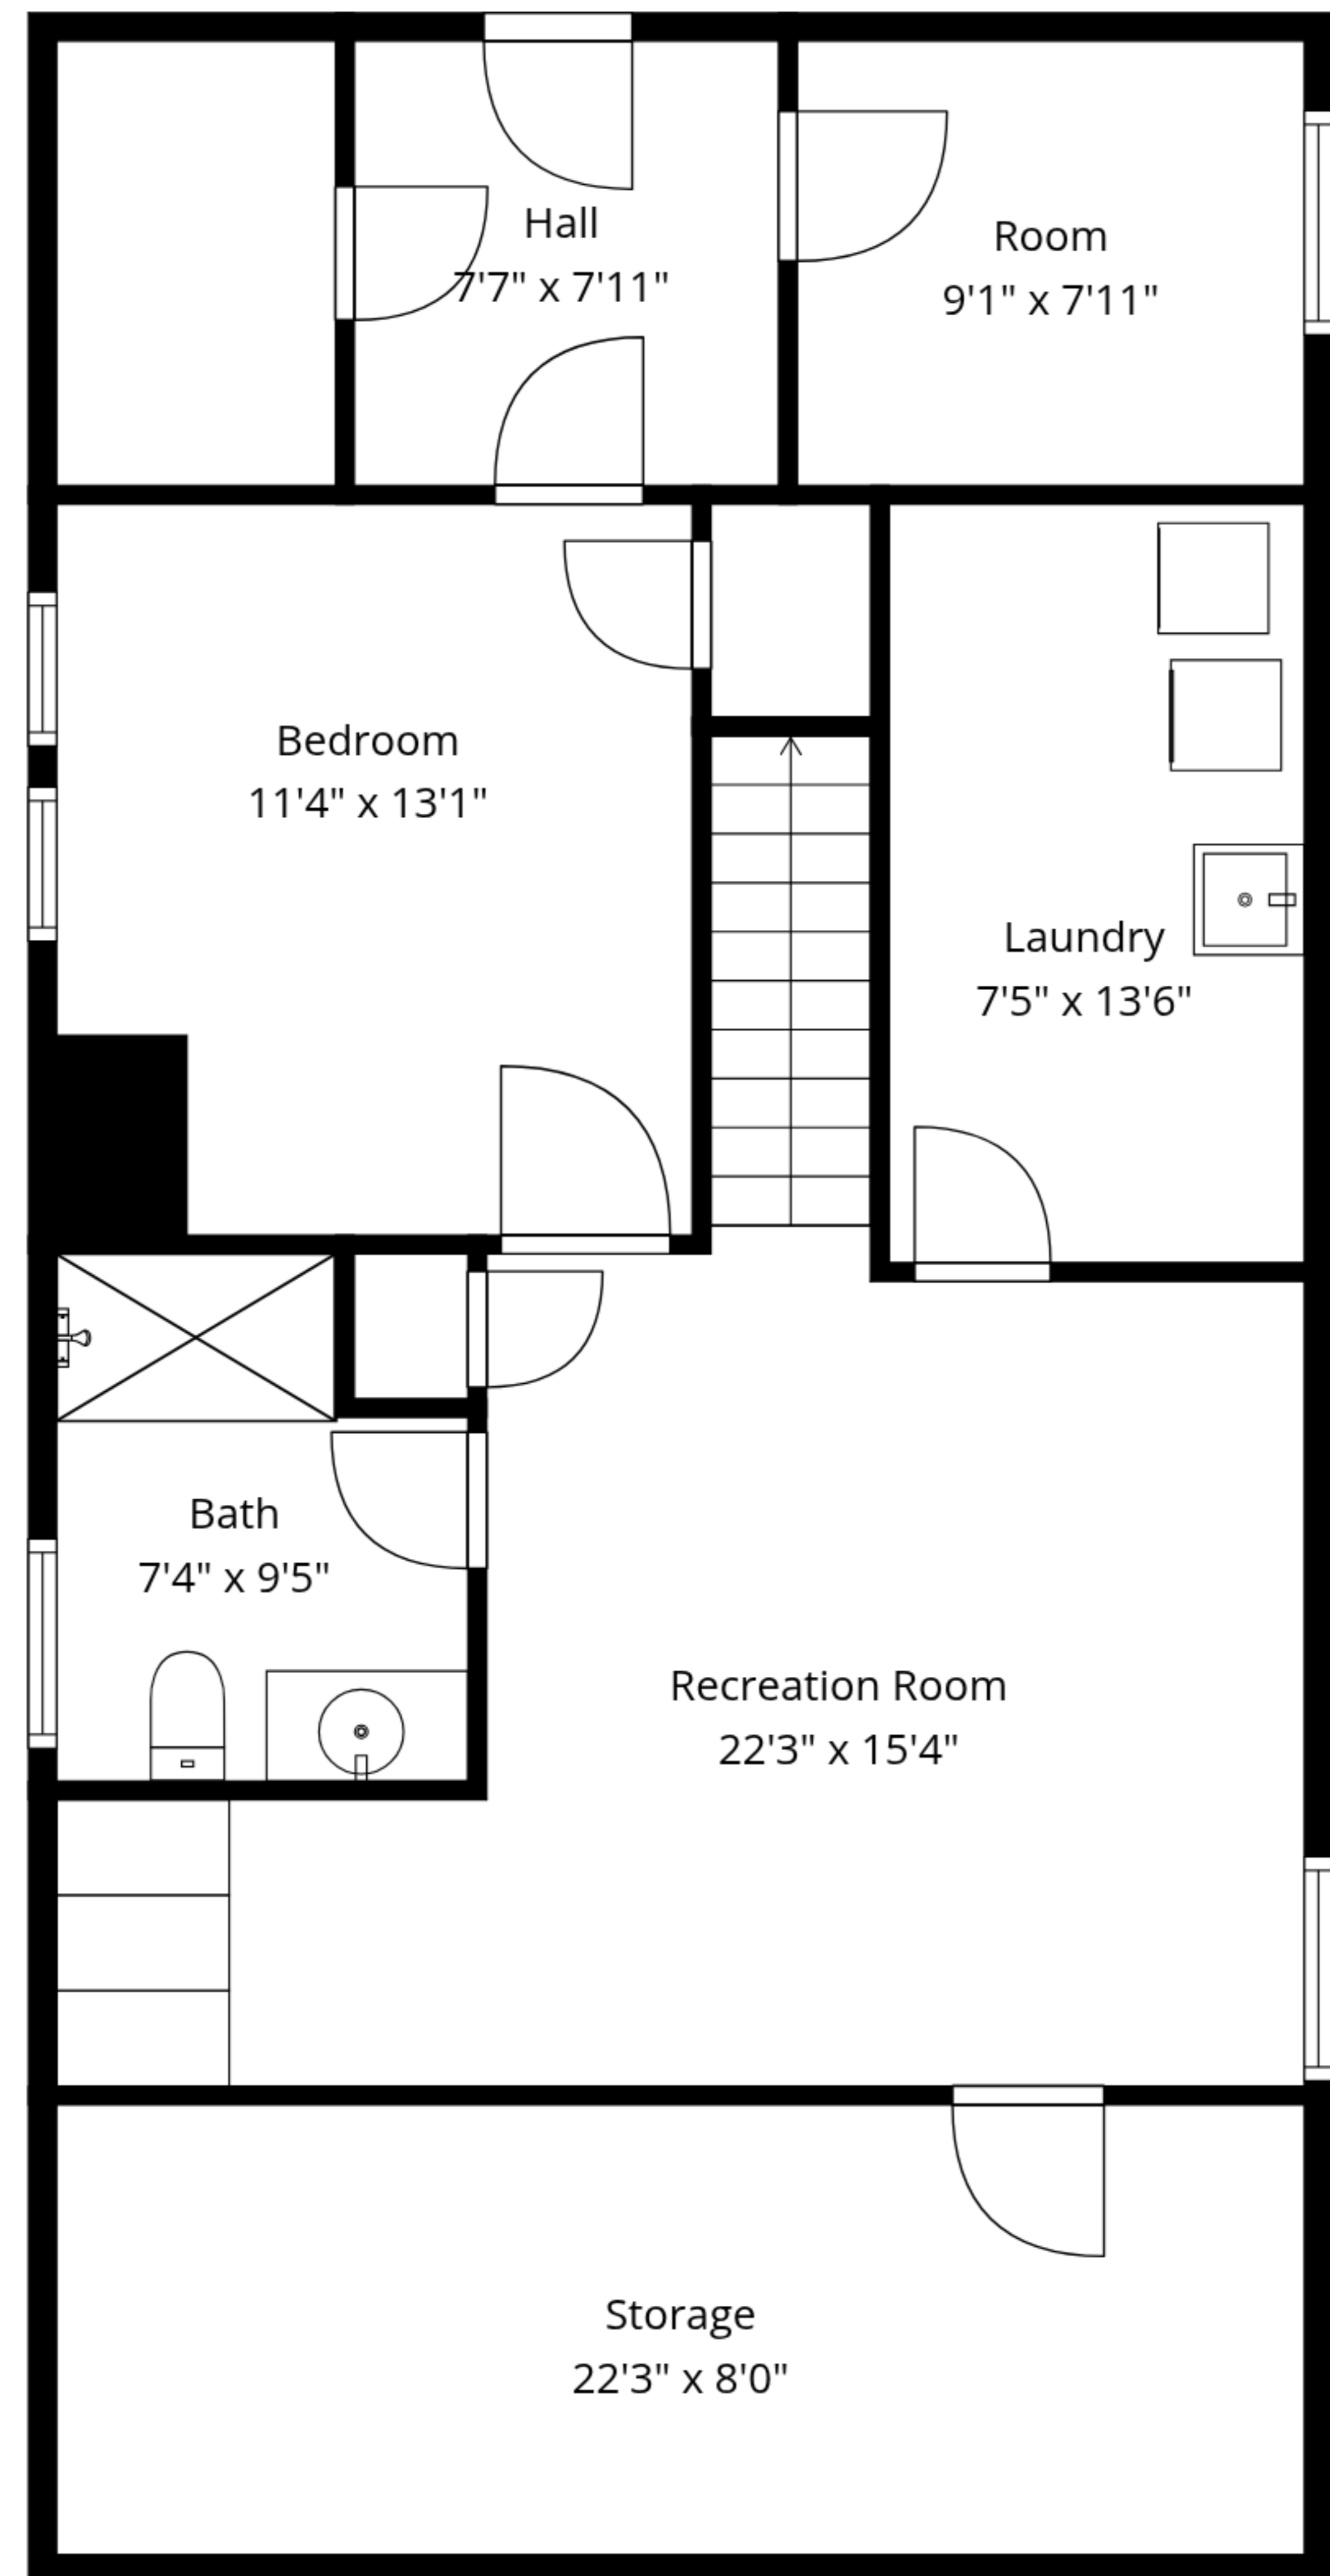 Hall
7'7" x 7'11"
Room
9'1" x 7'11"
Bedroom
11'4" x 13'1"
Laundry
7'5" x 13'6"
Bath
7'4" x 9'5"
Recreation Room
22'3" x 15'4"
Storage
22'3" x 8'0"